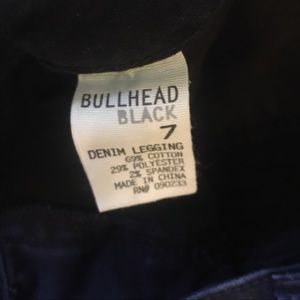 BULLHEAD
BLACK
7
DENIM LEGGING
69% COTTON
29% POLYESTER
2% SPANDEX
MADE IN CHINA
RN# 090233